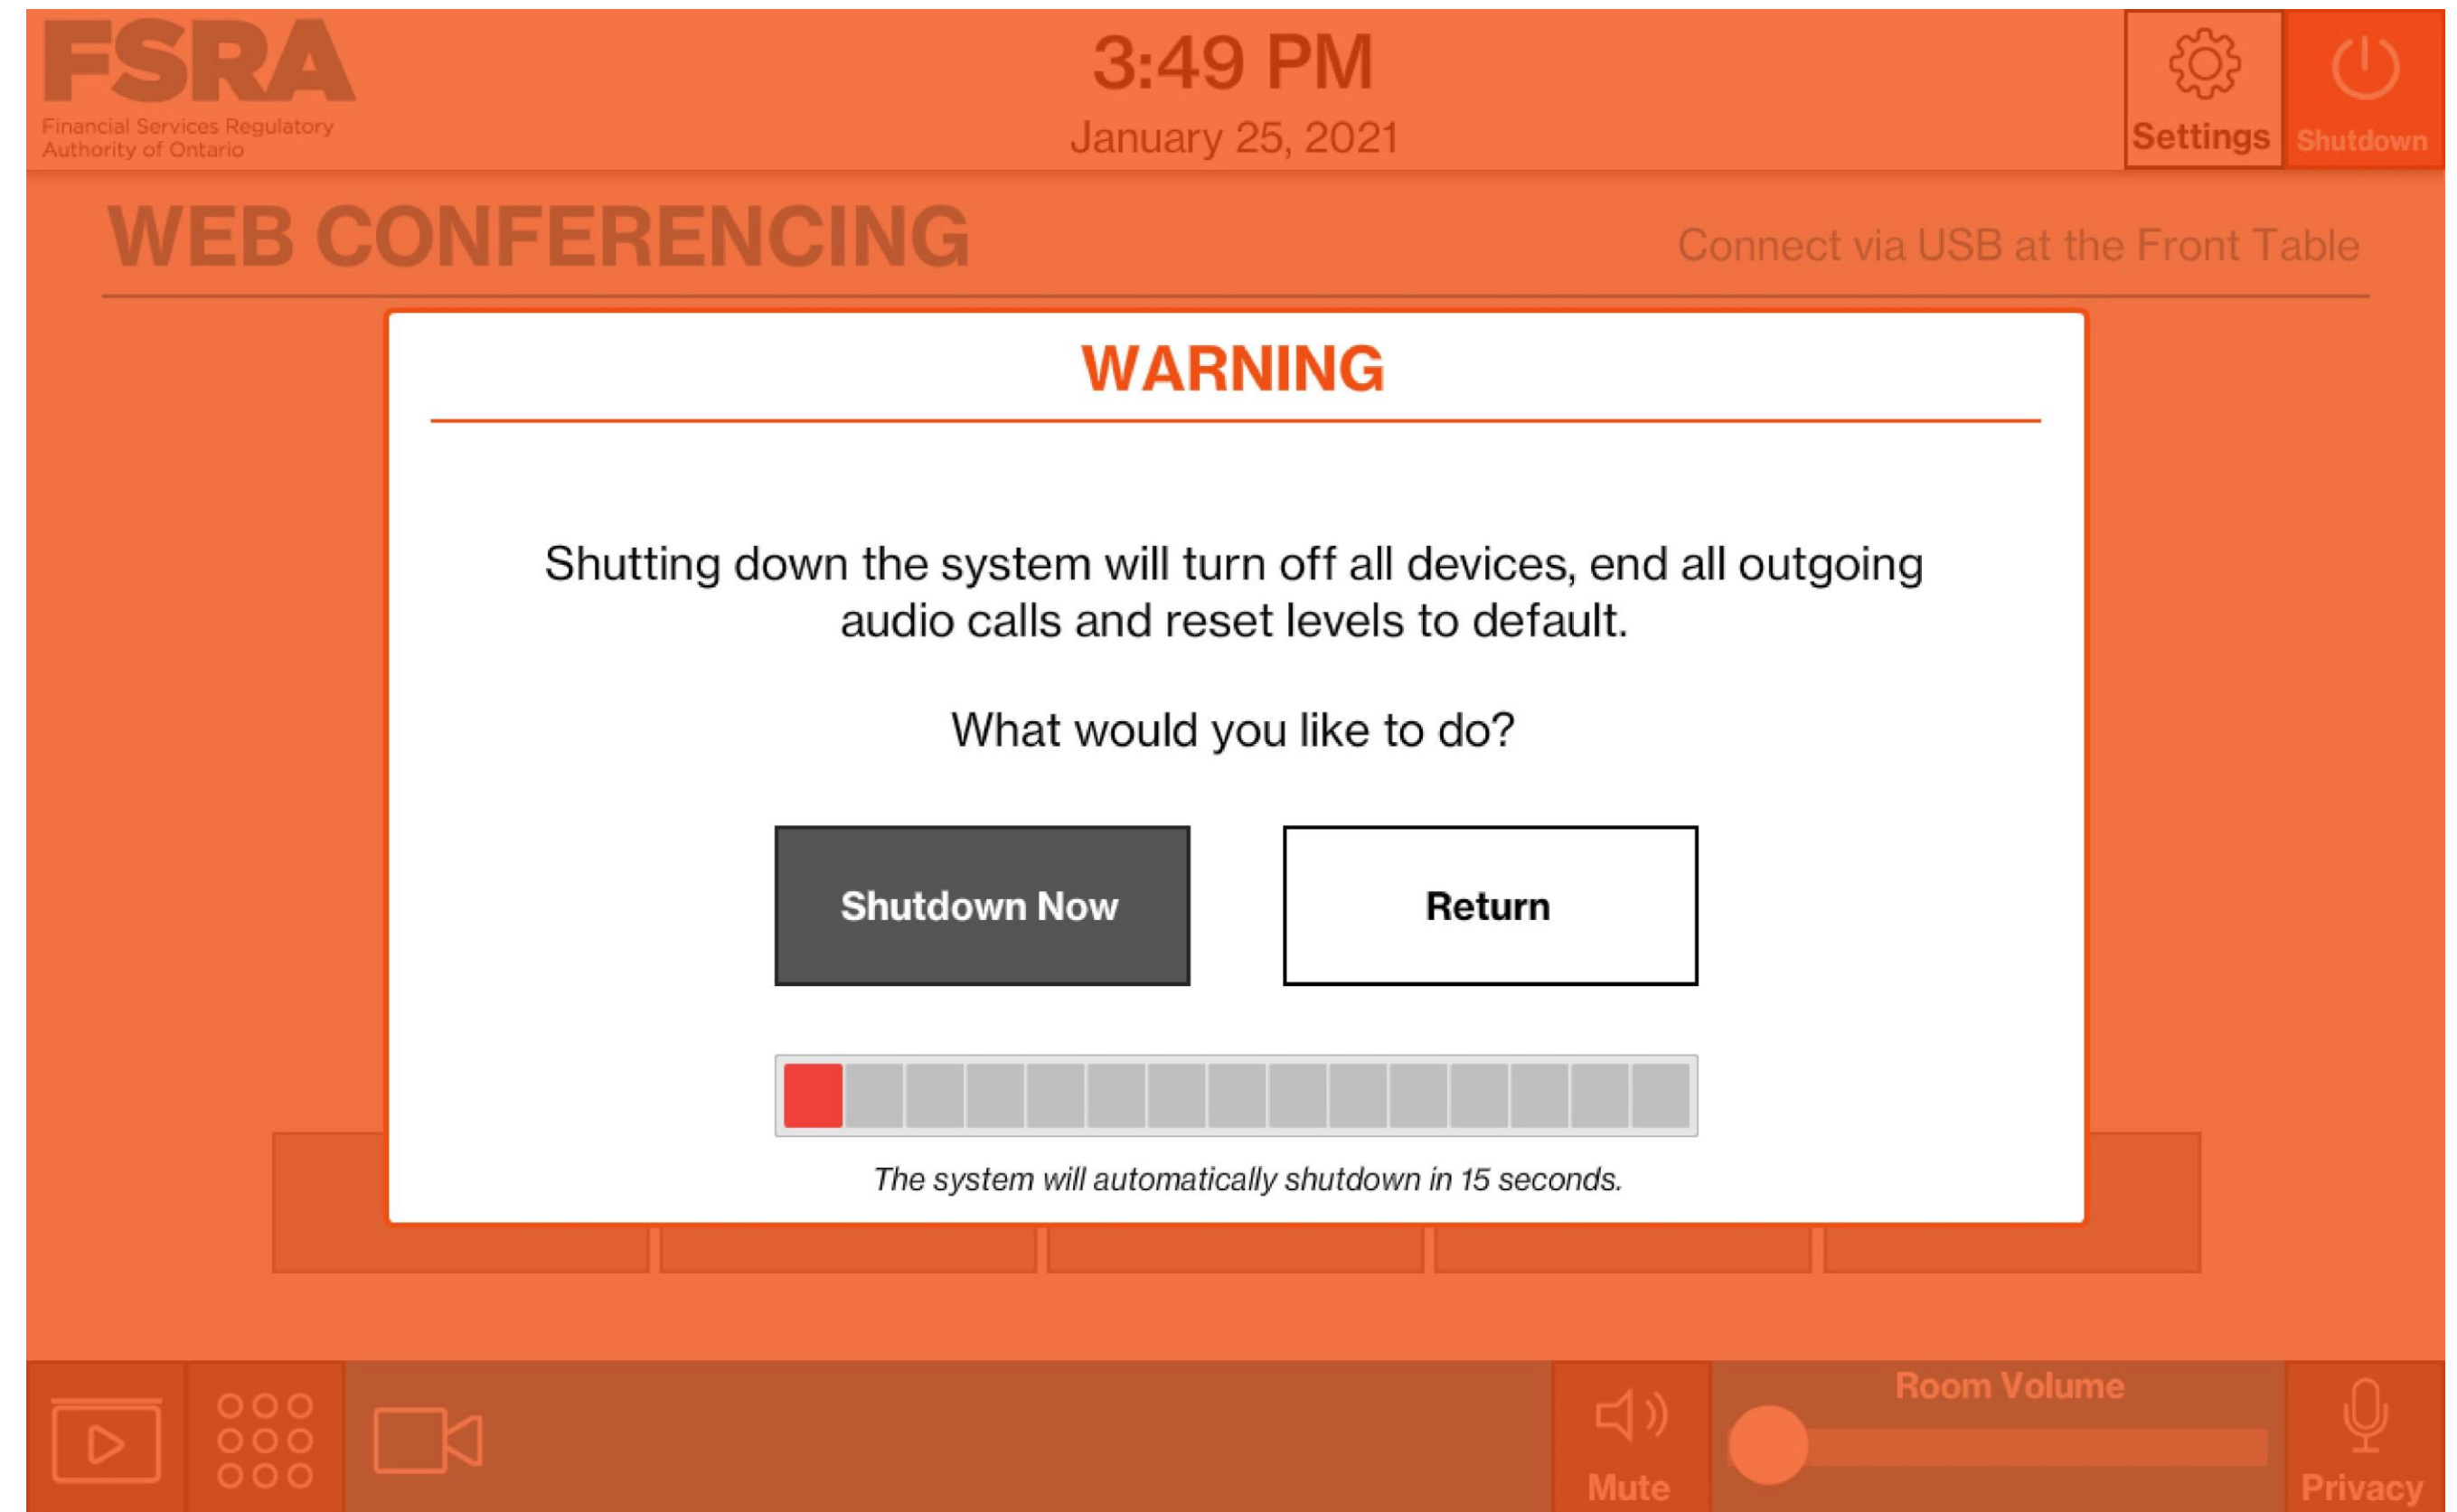 FSRA
Financial Services Regulatory
Authority of Ontario
3:49 PM
January 25, 2021
Settings
Shutdown
WEB CONFERENCING
Connect via USB at the Front Table
WARNING
Shutting down the system will turn off all devices, end all outgoing
audio calls and reset levels to default.
What would you like to do?
Shutdown Now
Return
The system will automatically shutdown in 15 seconds.
Mute
Room Volume
Privacy